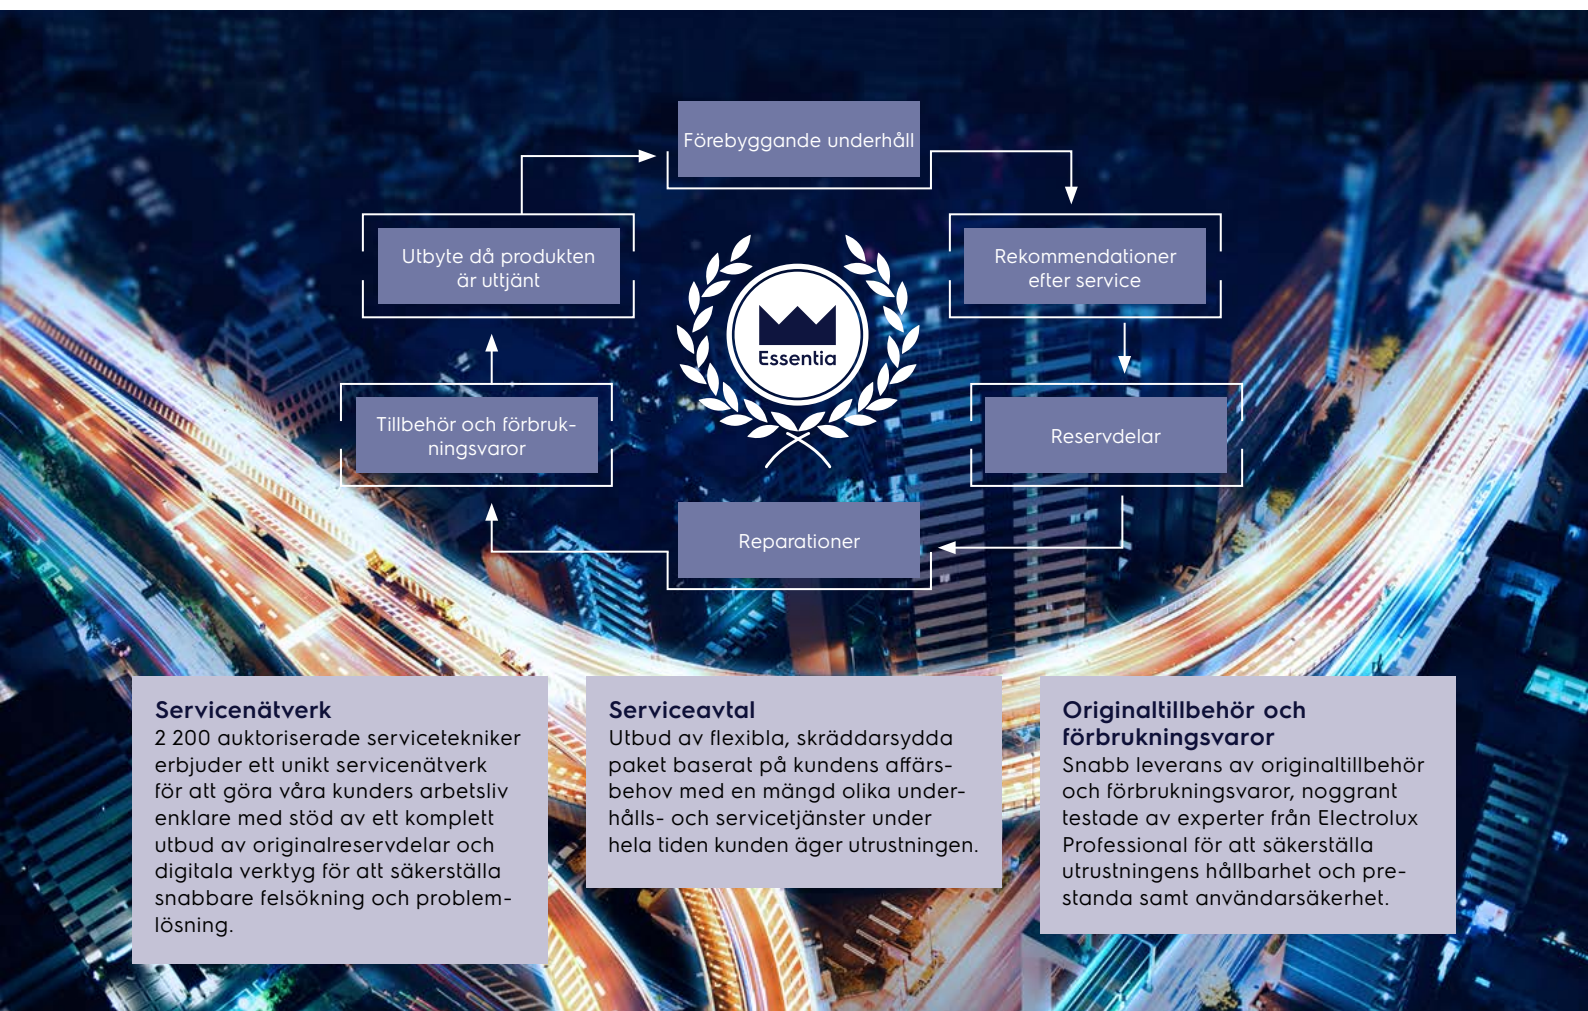 Förebyggande underhåll
Utbyte då produkten
är uttjänt
Rekommendationer
efter service
Essentia
Tillbehör och förbruk-
ningsvaror
Reservdelar
Reparationer
Servicenätverk
2 200 auktoriserade servicetekniker
erbjuder ett unikt servicenätverk
för att göra våra kunders arbetsliv
enklare med stöd av ett komplett
utbud av originalreservdelar och
digitala verktyg för att säkerställa
snabbare felsökning och problem-
lösning.
Serviceavtal
Utbud av flexibla, skräddarsydda
paket baserat på kundens affärs-
behov med en mängd olika under-
hålls- och servicetjänster under
hela tiden kunden äger utrustningen.
Originaltillbehör och
förbrukningsvaror
Snabb leverans av originaltillbehör
och förbrukningsvaror, noggrant
testade av experter från Electrolux
Professional för att säkerställa
utrustningens hållbarhet och pre-
standa samt användarsäkerhet.